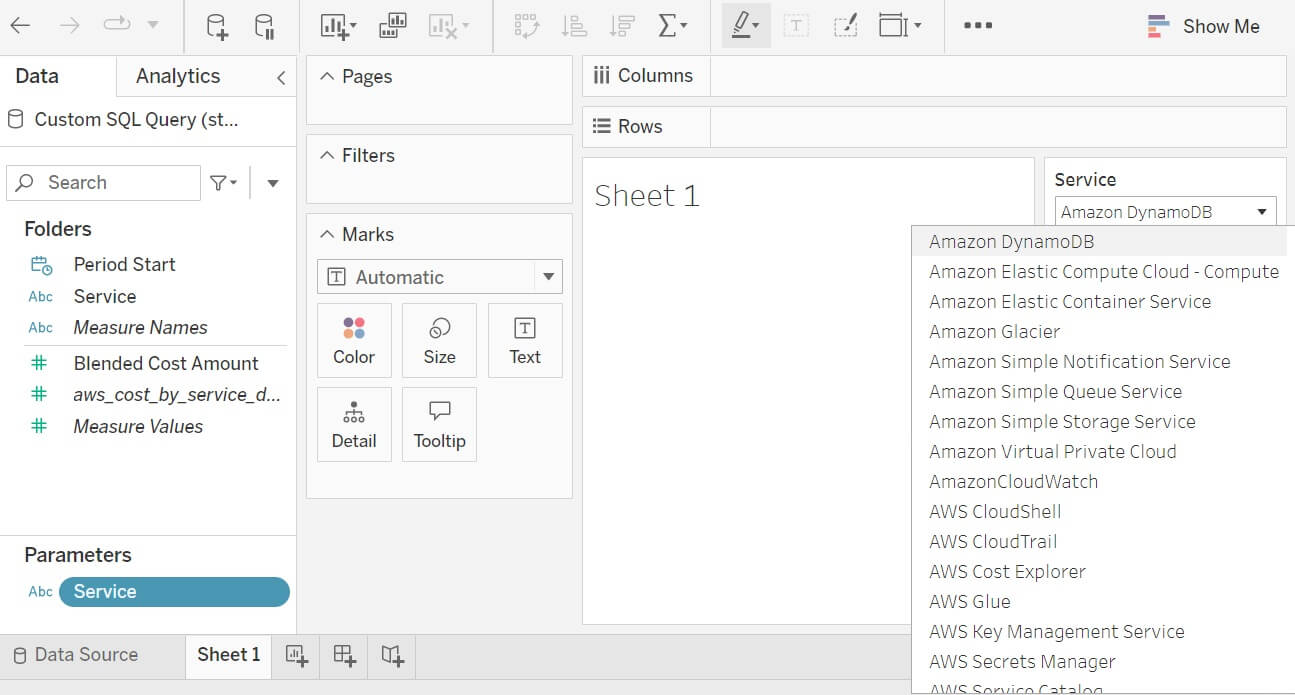 Show Me
Data
Analytics
Custom SQL Query (st...
Search
Folders
Period Start
Abc Service
Abc Measure Names
Blended Cost Amount
aws_cost_by_service_d...
Measure Values
Parameters
Abc Service
Pages
Filters
Marks
Automatic
Color
Size
Text
Detail
Tooltip
Columns
Rows
Sheet 1
Service
Amazon DynamoDB
Amazon DynamoDB
Amazon Elastic Compute Cloud - Compute
Amazon Elastic Container Service
Amazon Glacier
Amazon Simple Notification Service
Amazon Simple Queue Service
Amazon Simple Storage Service
Amazon Virtual Private Cloud
AmazonCloudWatch
AWS CloudShell
AWS CloudTrail
AWS Cost Explorer
AWS Glue
AWS Key Management Service
AWS Secrets Manager
AWS Service Catalog
Data Source
Sheet 1